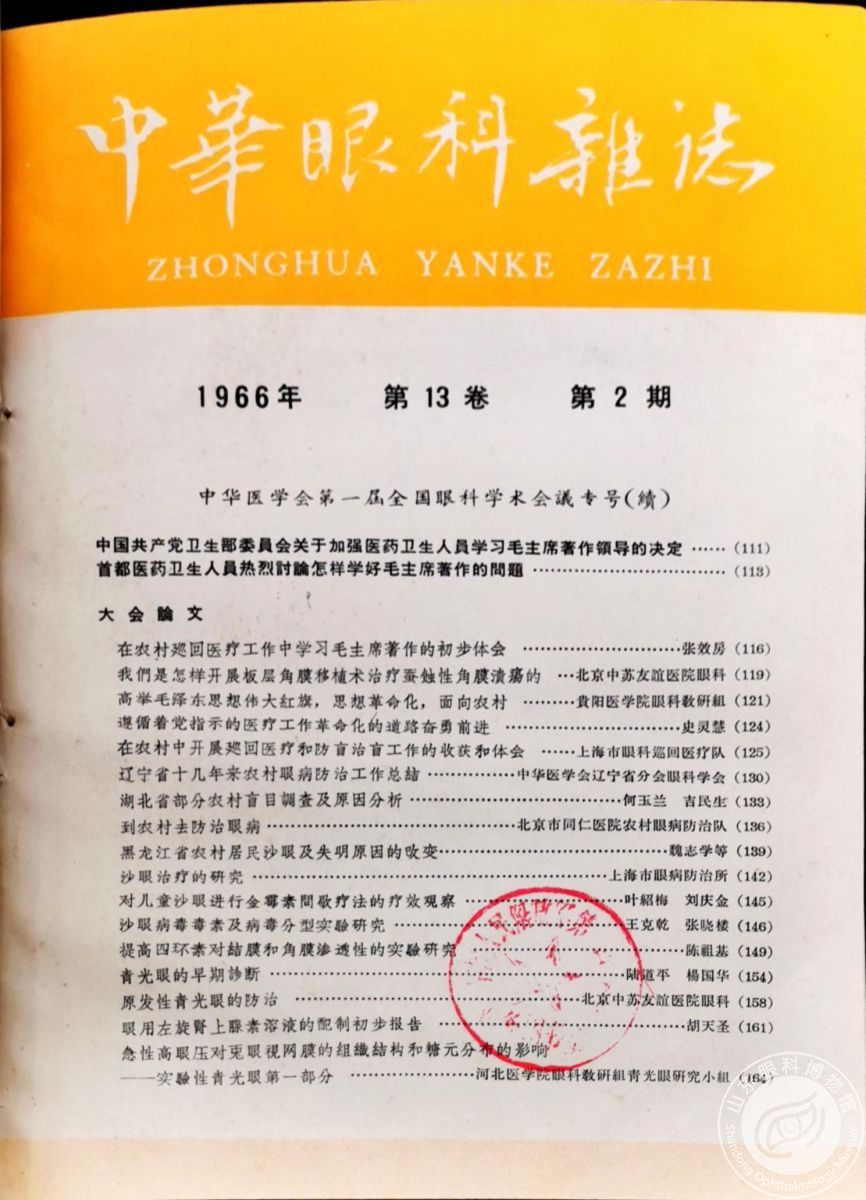 中華眼科雜誌
ZHONGHUA YANKE ZAZHI
1966年 第13卷 第2期
中华医学会第一届全国眼科学术会議专号(續)
中国共产党卫生部委員会关于加强医药卫生人員学习毛主席著作領导的决定 ……(111)
首都医药卫生人員热烈討論怎样学好毛主席著作的問題 ……(113)
大会論文
在农村巡回医疗工作中学习毛主席著作的初步体会 ……张效房(116)
我們是怎样开展板层角膜移植术治疗蚕蚀性角膜潰瘍的 …北京中苏友誼医院眼科(119)
高举毛泽东思想伟大紅旗，思想革命化，面向农村 ……貴阳医学院眼科教研組(121)
遵循着党指示的医疗工作革命化的道路奋勇前进 ……史灵慧(124)
在农村中开展巡回医疗和防盲治盲工作的收获和体会 ……上海市眼科巡回医疗队(125)
辽宁省十几年来农村眼病防治工作总結 ……中华医学会辽宁省分会眼科学会(130)
湖北省部分农村盲目調查及原因分析 ……何玉兰 吉民生(133)
到农村去防治眼病 ……北京市同仁医院农村眼病防治队(136)
黑龙江省农村居民沙眼及失明原因的改变 ……魏志学等(139)
沙眼治疗的研究 ……上海市眼病防治所(142)
对儿童沙眼进行金霉素間歇疗法的疗效观察 ……叶紹梅 刘庆金(145)
沙眼病毒毒素及病毒分型实驗研究 ……王克乾 张晓楼(146)
提高四环素对結膜和角膜渗透性的实驗研究 ……陈祖基(149)
青光眼的早期診断 ……陆道平 楊国华(154)
原发性青光眼的防治 ……北京中苏友誼医院眼科(158)
眼用左旋腎上腺素溶液的配制初步报告 ……胡天圣(161)
急性高眼压对兎眼視网膜的組織結构和糖元分布的影响
——实驗性青光眼第一部分 ……河北医学院眼科教研組青光眼研究小組(164)
山东眼科博物馆
Shandong Ophthalmology Museum